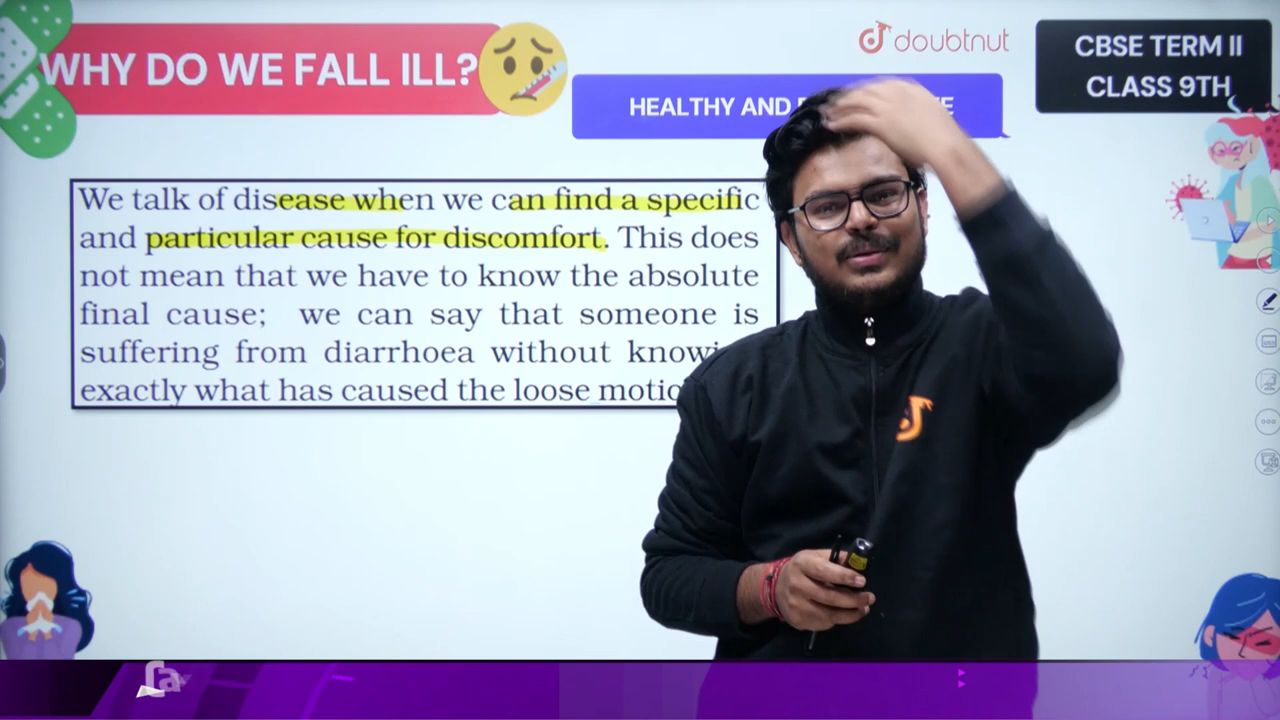 WHY DO WE FALL ILL?
doubtnut
CBSE TERM II
CLASS 9TH
HEALTHY AND
We talk of disease when we can find a specific
and particular cause for discomfort. This does
not mean that we have to know the absolute
final cause; we can say that someone is
suffering from diarrhoea without
exactly what has caused the loose